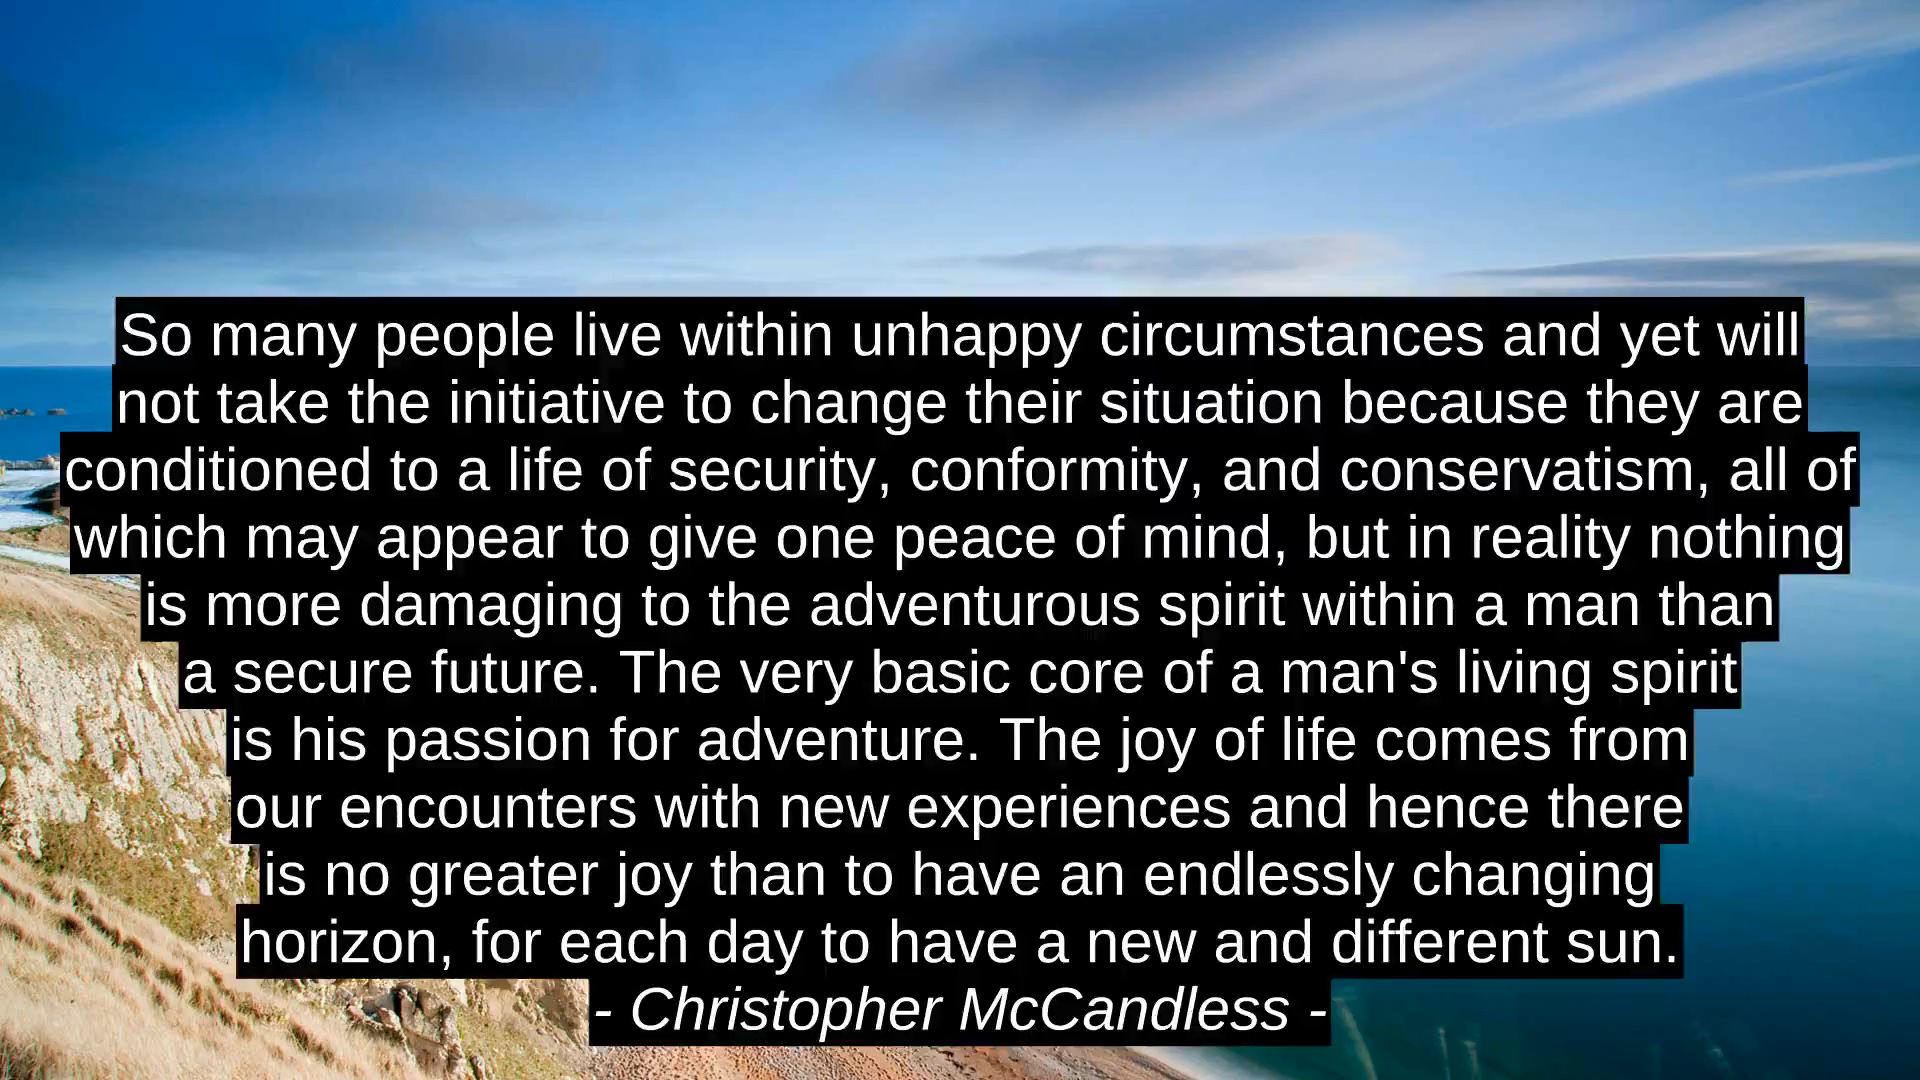 So many people live within unhappy circumstances and yet will
not take the initiative to change their situation because they are
conditioned to a life of security, conformity, and conservatism, all of
which may appear to give one peace of mind, but in reality nothing
is more damaging to the adventurous spirit within a man than
a secure future. The very basic core of a man's living spirit
is his passion for adventure. The joy of life comes from
our encounters with new experiences and hence there
is no greater joy than to have an endlessly changing
horizon, for each day to have a new and different sun.
- Christopher McCandless -